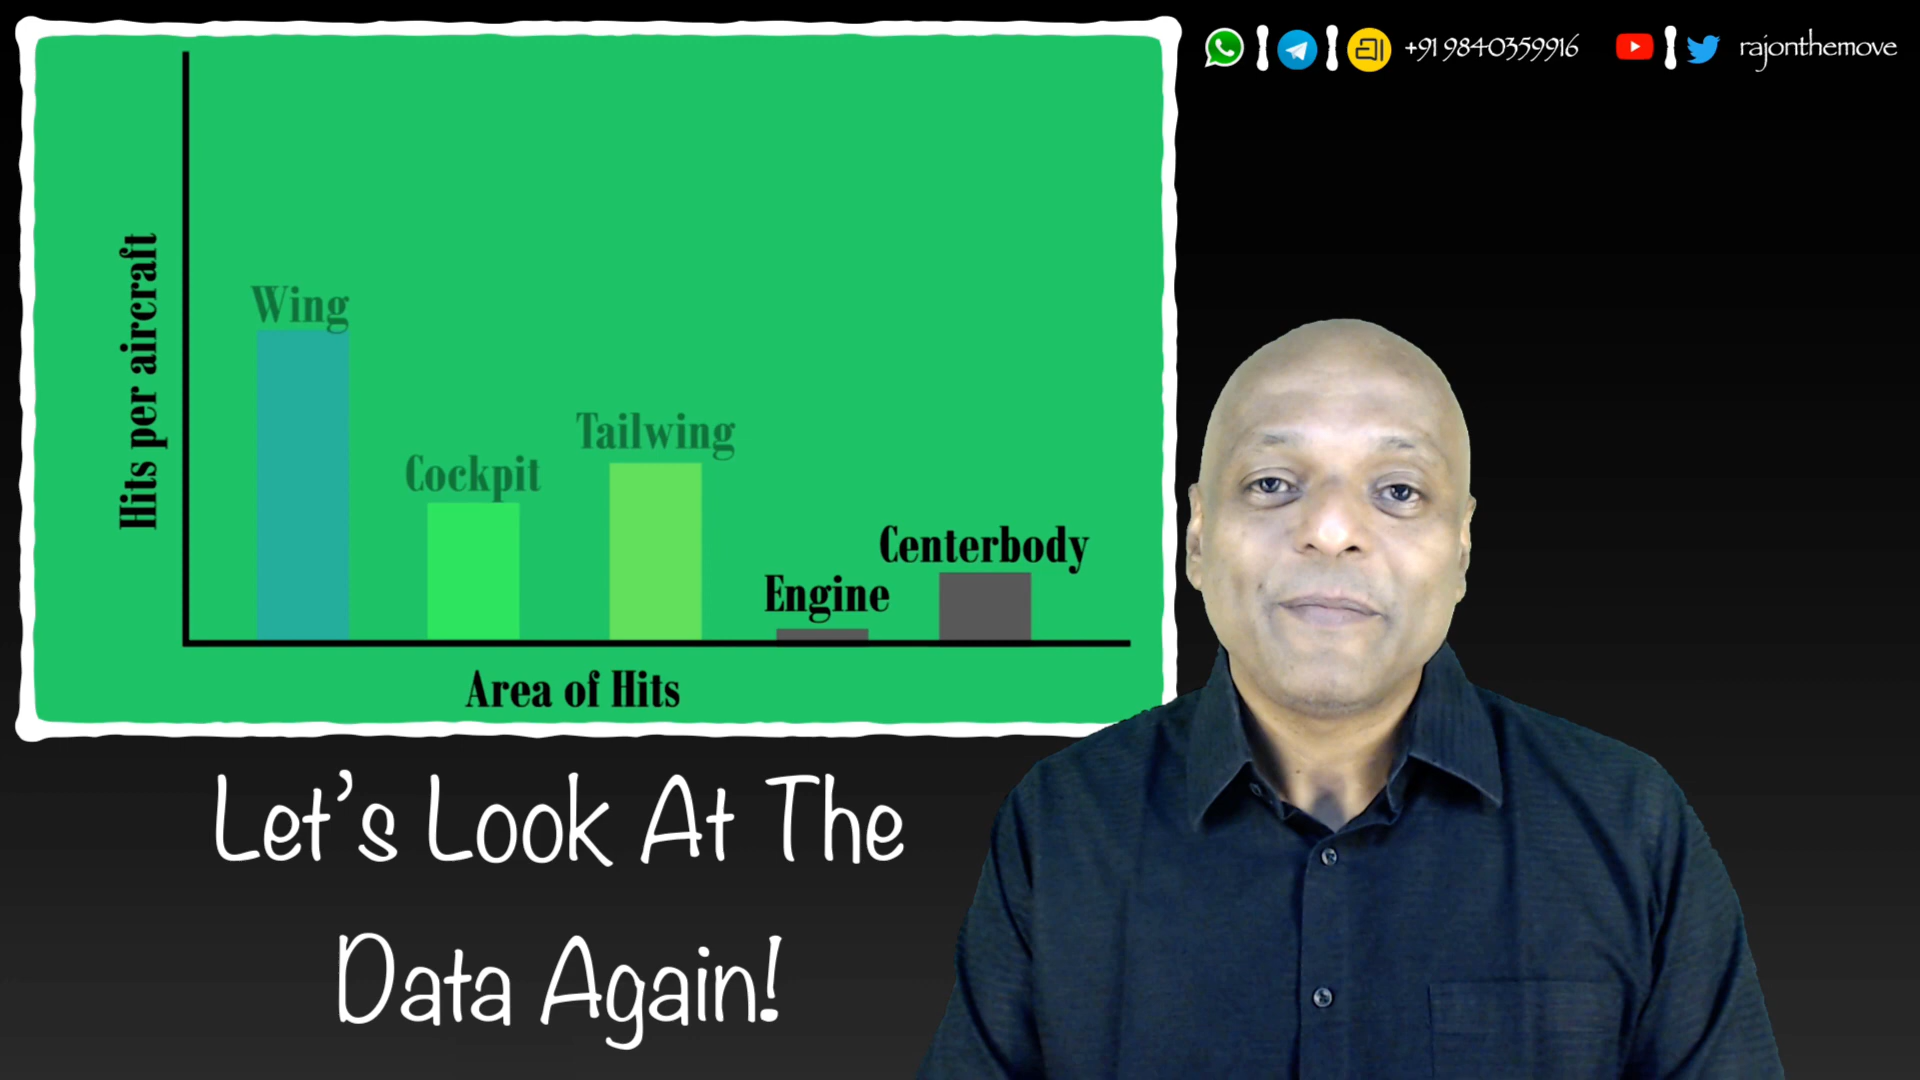 +91 9840359916 rajonthemove
Hits per aircraft
Wing
Cockpit
Tailwing
Engine
Centerbody
Area of Hits
Let's Look At The
Data Again!